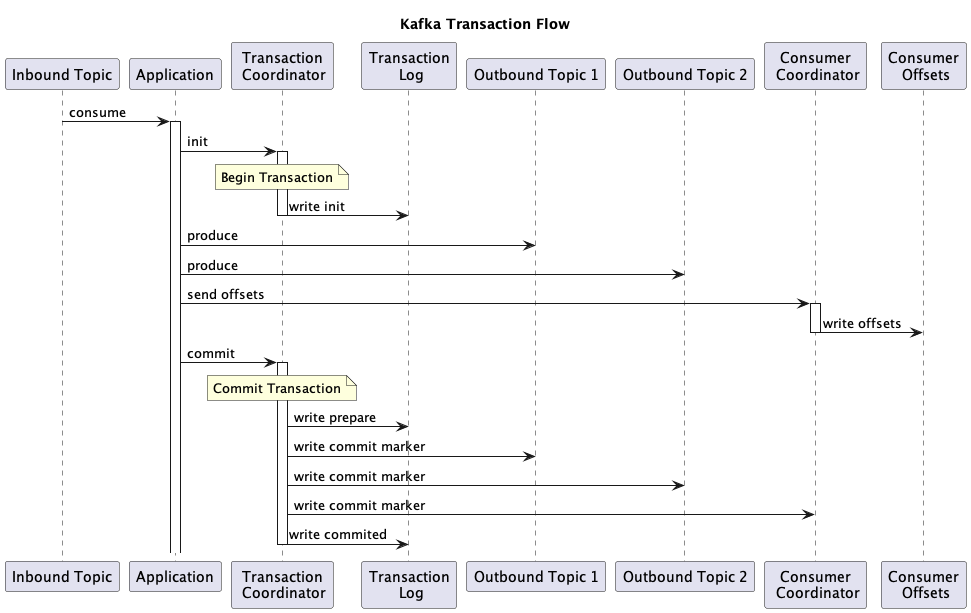 Kafka Transaction Flow
Inbound Topic
Application
Transaction
Coordinator
Transaction
Log
Outbound Topic 1
Outbound Topic 2
Consumer
Coordinator
Consumer
Offsets
consume
init
Begin Transaction
write init
produce
produce
send offsets
write offsets
commit
Commit Transaction
write prepare
write commit marker
write commit marker
write commit marker
write commited
Inbound Topic
Application
Transaction
Coordinator
Transaction
Log
Outbound Topic 1
Outbound Topic 2
Consumer
Coordinator
Consumer
Offsets